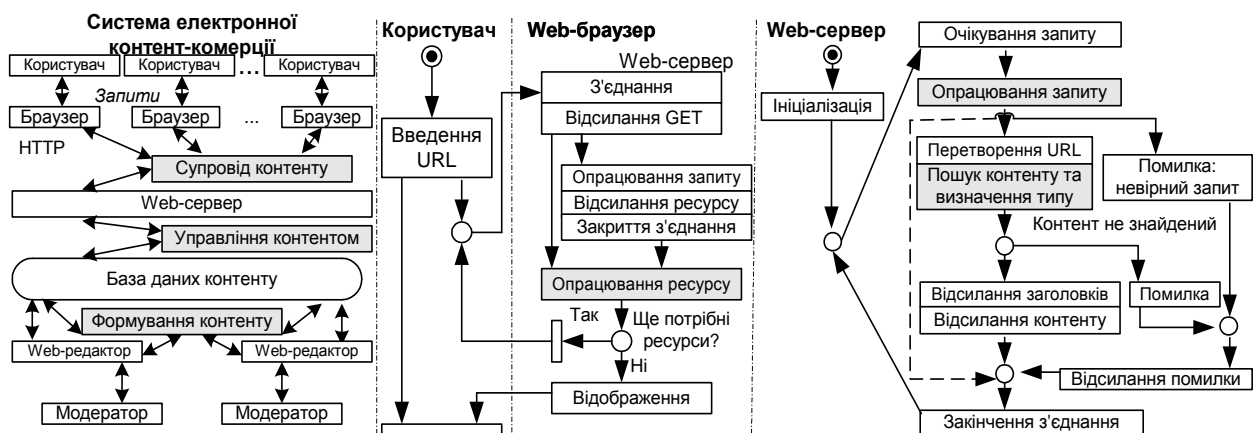 Система електронної
контент-комерції
Користувач Користувач ... Користувач
Запити
Браузер Браузер ... Браузер
HTTP
Супровід контенту
Web-сервер
Управління контентом
База даних контенту
Формування контенту
Web-редактор Web-редактор
Модератор Модератор
Користувач
Введення
URL
Web-браузер
Web-сервер
З'єднання
Відсилання GET
Опрацювання запиту
Відсилання ресурсу
Закриття з'єднання
Опрацювання ресурсу
Так
Ще потрібні
ресурси?
Ні
Відображення
Web-сервер
Ініціалізація
Очікування запиту
Опрацювання запиту
Перетворення URL
Пошук контенту та
визначення типу
Помилка:
невірний запит
Контент не знайдений
Відсилання заголовків
Відсилання контенту
Помилка
Відсилання помилки
Закінчення з'єднання